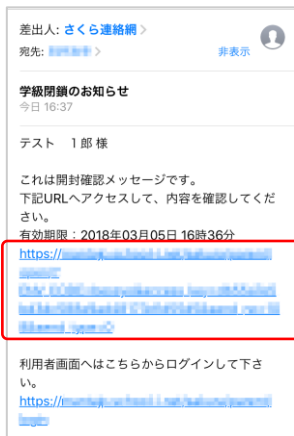 差出人: さくら連絡網
宛先:
非表示
学級閉鎖のお知らせ
今日 16:37
テスト 1郎 様
これは開封確認メッセージです。
下記URLへアクセスして、内容を確認してくだ
さい。
有効期限：2018年03月05日 16時36分
https://
利用者画面へはこちらからログインして下さ
い。
https://